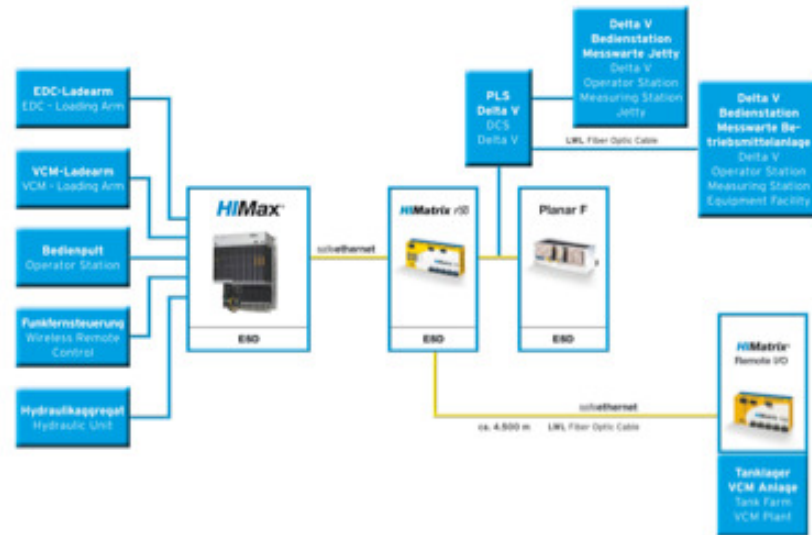 EDC-Ladearm
EDC - Loading Arm
VCM-Ladearm
VCM - Loading Arm
Bedienpult
Operator Station
Funkfernsteuerung
Wireless Remote
Control
Hydraulikaggregat
Hydraulic Unit
HIMax
ESD
safeethernet
HIMatrix
ESD
Planar F
ESD
PLS
Delta V
DCS
Delta V
Delta V
Bedienstation
Messwarte Jetty
Delta V
Operator Station
Measuring Station
Jetty
LWL Fiber Optic Cable
Delta V
Bedienstation
Messwarte Be-
triebsmittelanlage
Delta V
Operator Station
Measuring Station
Equipment Facility
safeethernet
ca. 4.500 m LWL Fiber Optic Cable
HIMatrix
Remote I/O
Tanklager
VCM Anlage
Tank Farm
VCM Plant